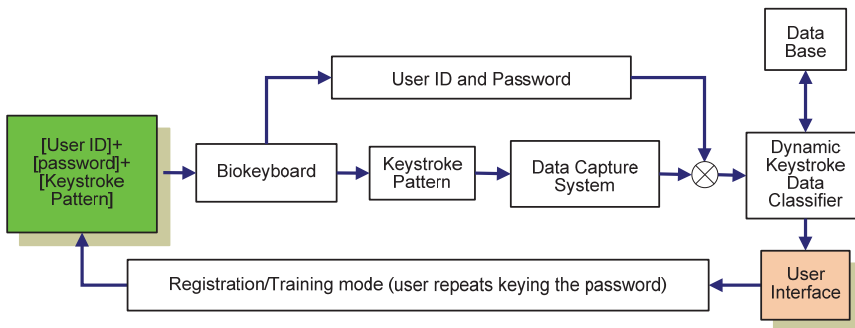 Data
Base
User ID and Password
[User ID]+
[password]+
[Keystroke
Pattern]
Biokeyboard
Keystroke
Pattern
Data Capture
System
Dynamic
Keystroke
Data
Classifier
Registration/Training mode (user repeats keying the password)
User
Interface